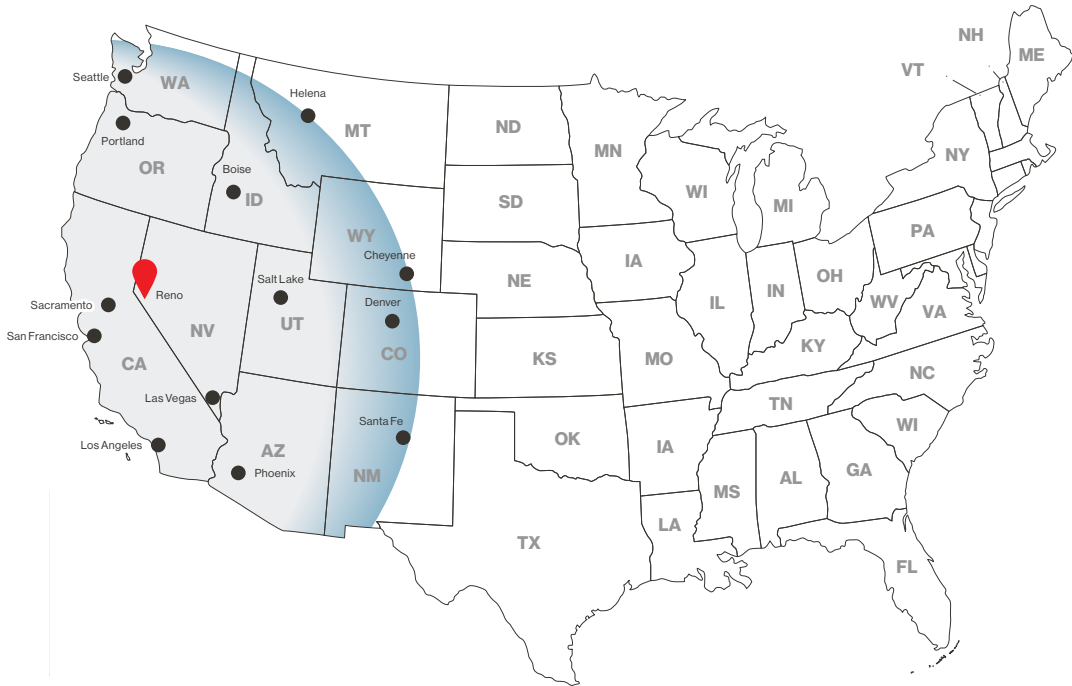 NH
ME
VT
Seattle
WA
Helena
MT
ND
MN
Portland
OR
Boise
ID
WI
MI
NY
SD
WY
Cheyenne
PA
IA
NE
OH
IN
IL
WV
VA
Salt Lake
Reno
Sacramento
Denver
UT
NV
San Francisco
CO
KS
MO
KY
CA
NC
Las Vegas
TN
Santa Fe
WI
Los Angeles
AZ
OK
IA
Phoenix
NM
GA
AL
MS
LA
TX
FL